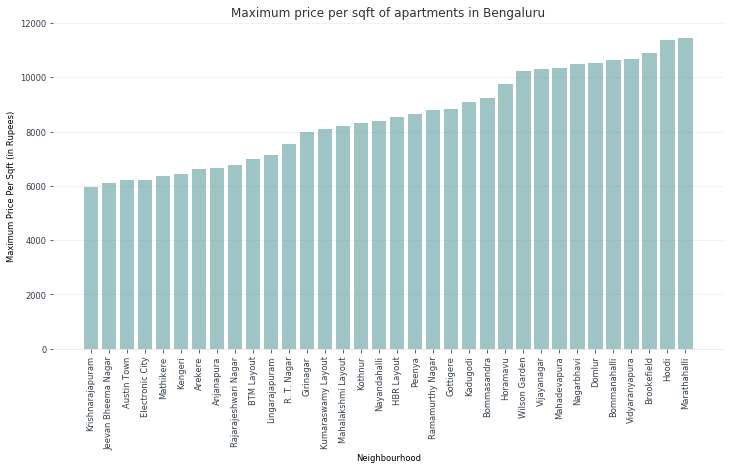 Maximum price per sqft of apartments in Bengaluru
12000
10000
8000
6000
4000
2000
0
Maximum Price Per Sqft (in Rupees)
Krishnarajapuram
Jeevan Bheema Nagar
Austin Town
Electronic City
Mathikere
Kengeri
Arekere
Anjanapura
Rajarajeshwari Nagar
BTM Layout
Lingarajapuram
R. T. Nagar
Girinagar
Kumaraswamy Layout
Mahalakshmi Layout
Kothnur
Nayandahalli
HBR Layout
Peenya
Ramamurthy Nagar
Gottigere
Kadugodi
Bommasandra
Horamavu
Wilson Garden
Vijayanagar
Mahadevapura
Nagarbhavi
Domlur
Bommanahalli
Vidyaranyapura
Brookefield
Hoodi
Marathahalli
Neighbourhood